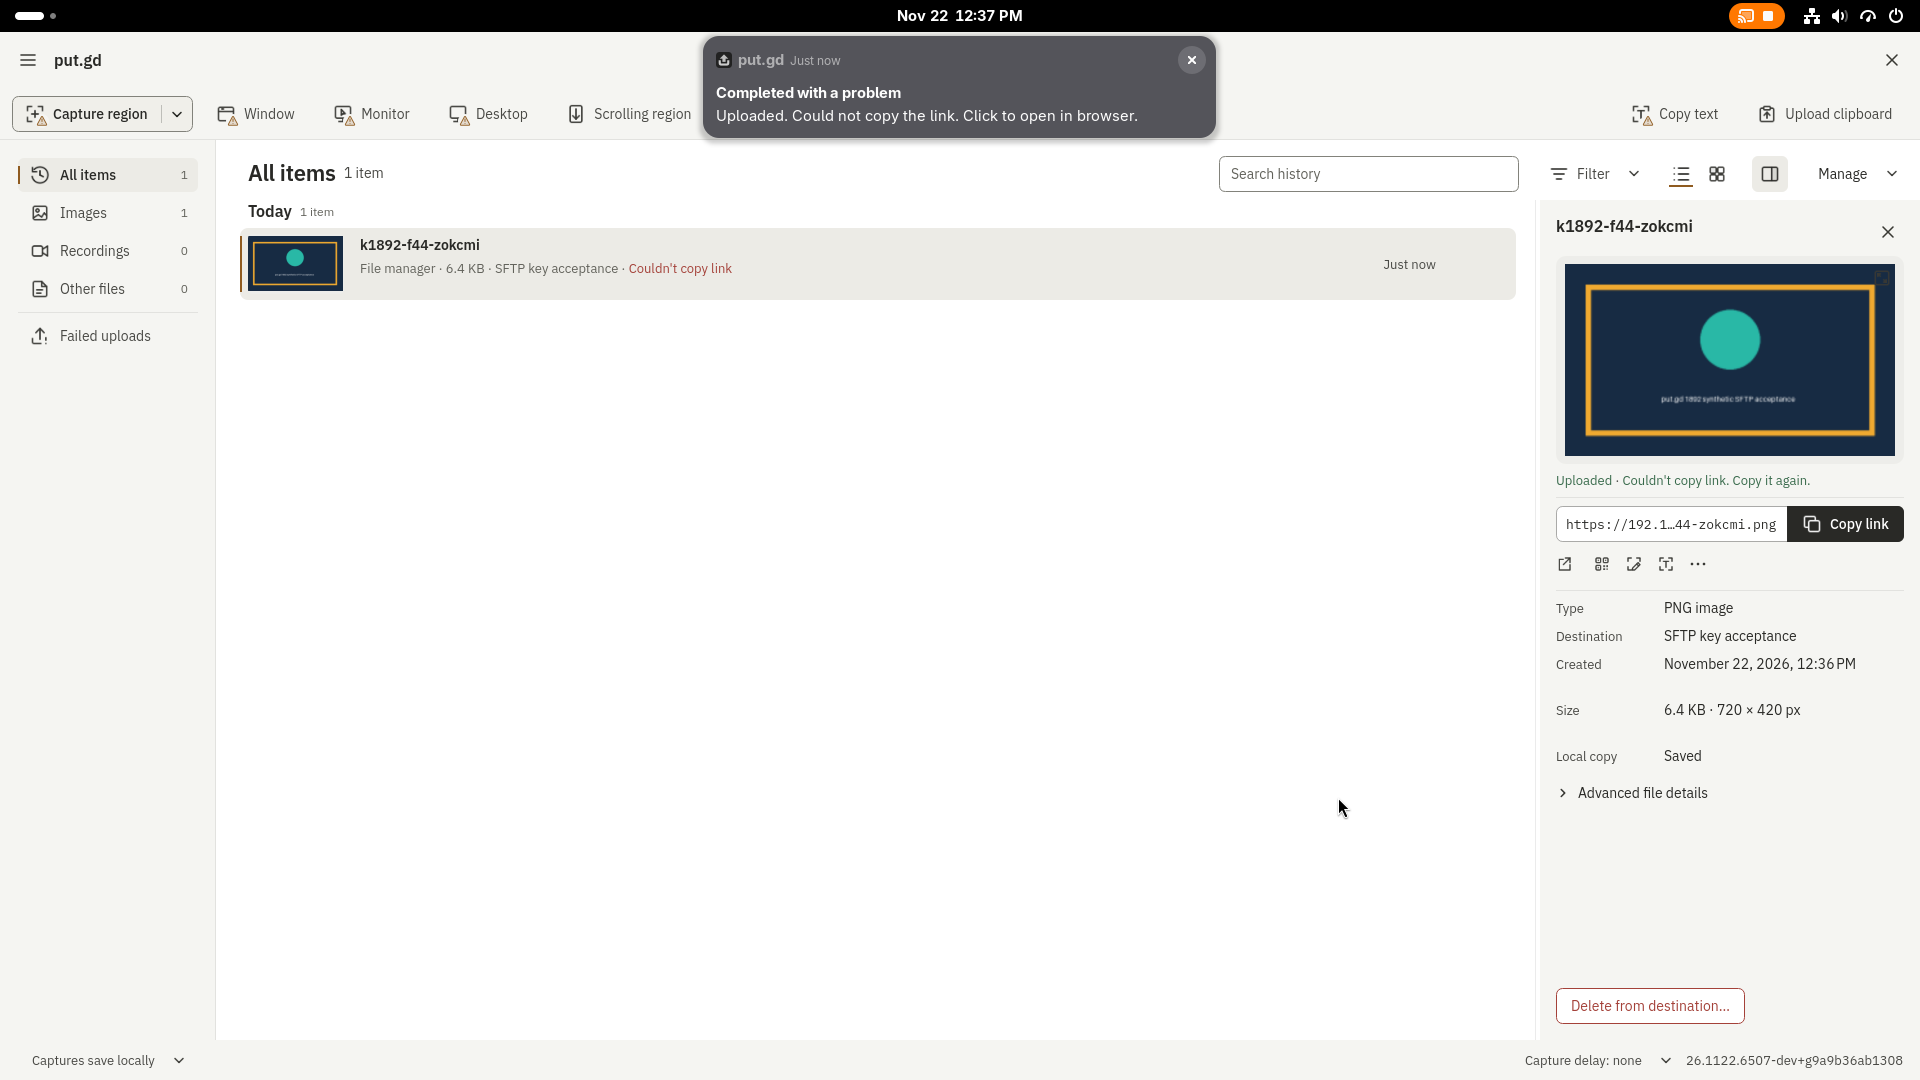 Nov 22 12:37 PM
put.gd
put.gd Just now
Completed with a problem
Uploaded. Could not copy the link. Click to open in browser.
Capture region
Window
Monitor
Desktop
Scrolling region
Copy text
Upload clipboard
All items 1
Images 1
Recordings 0
Other files 0
Failed uploads
All items 1 item
Search history
Filter
Manage
Today 1 item
k1892-f44-zokcmi
File manager · 6.4 KB · SFTP key acceptance · Couldn't copy link
Just now
k1892-f44-zokcmi
put.gd 1892 synthetic SFTP acceptance
Uploaded · Couldn't copy link. Copy it again.
https://192.1…44-zokcmi.png
Copy link
Type PNG image
Destination SFTP key acceptance
Created November 22, 2026, 12:36 PM
Size 6.4 KB · 720 × 420 px
Local copy Saved
Advanced file details
Delete from destination...
Captures save locally
Capture delay: none
26.1122.6507-dev+g9a9b36ab1308